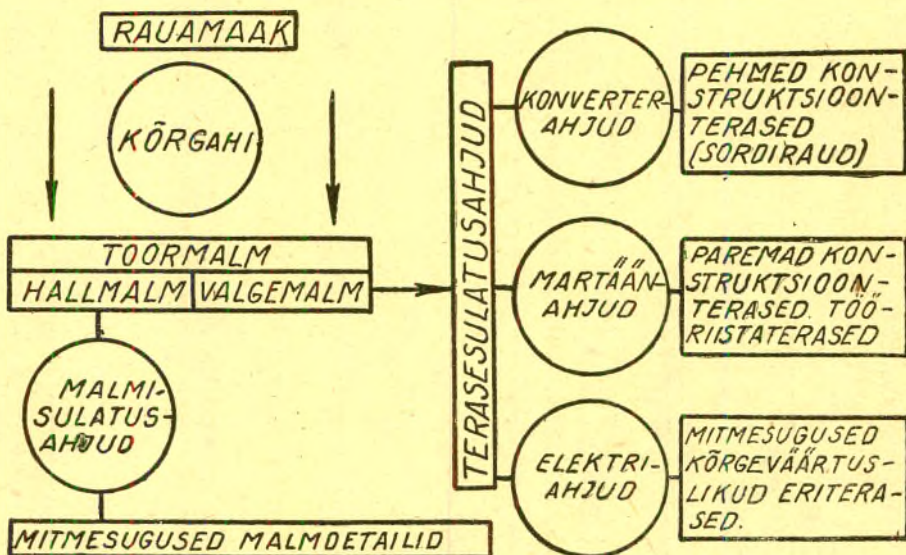 RAUAMAAK
KÕRGAHI
TOORMALM
HALLMALM
VALGEMALM
MALMI-
SULATUS-
AHJUD
MITMESUGUSED MALMDETAILID
TERASESULATUSAHJUD
KONVERTER-
AHJUD
PEHMED KON-
STRUKTSIOON-
TERASED
(SORDIRAUD)
MARTÄÄN-
AHJUD
PAREMAD KON-
STRUKTSIOON-
TERASED. TÖÖ-
RIISTATERASED
ELEKTRI-
AHJUD
MITMESUGUSED
KÕRGEVÄÄRTUS-
LIKUD ERITERA-
SED.